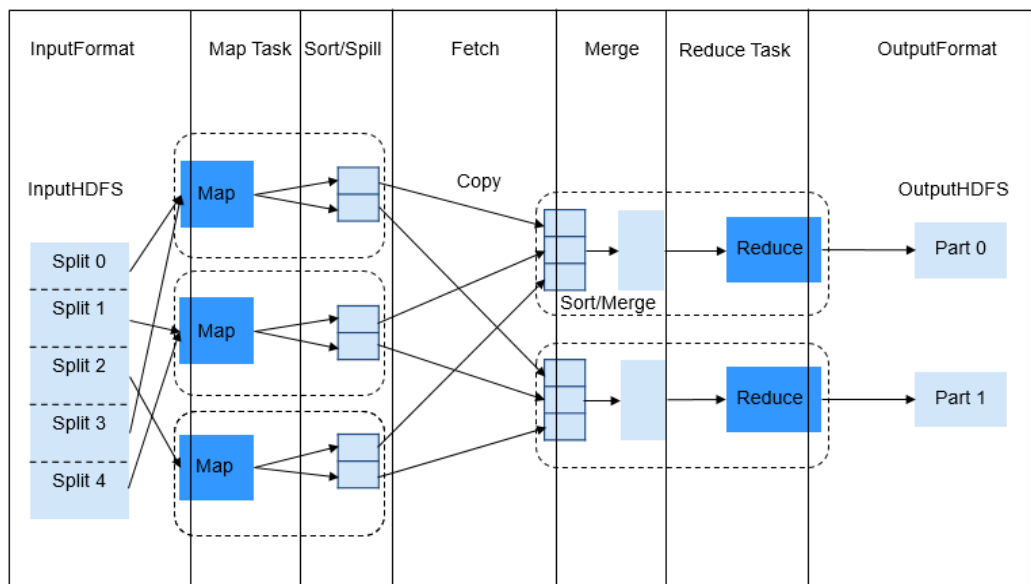 InputFormat
Map Task
Sort/Spill
Fetch
Merge
Reduce Task
OutputFormat
InputHDFS
Map
Copy
OutputHDFS
Split 0
Reduce
Part 0
Split 1
Map
Sort/Merge
Split 2
Reduce
Part 1
Split 3
Map
Split 4